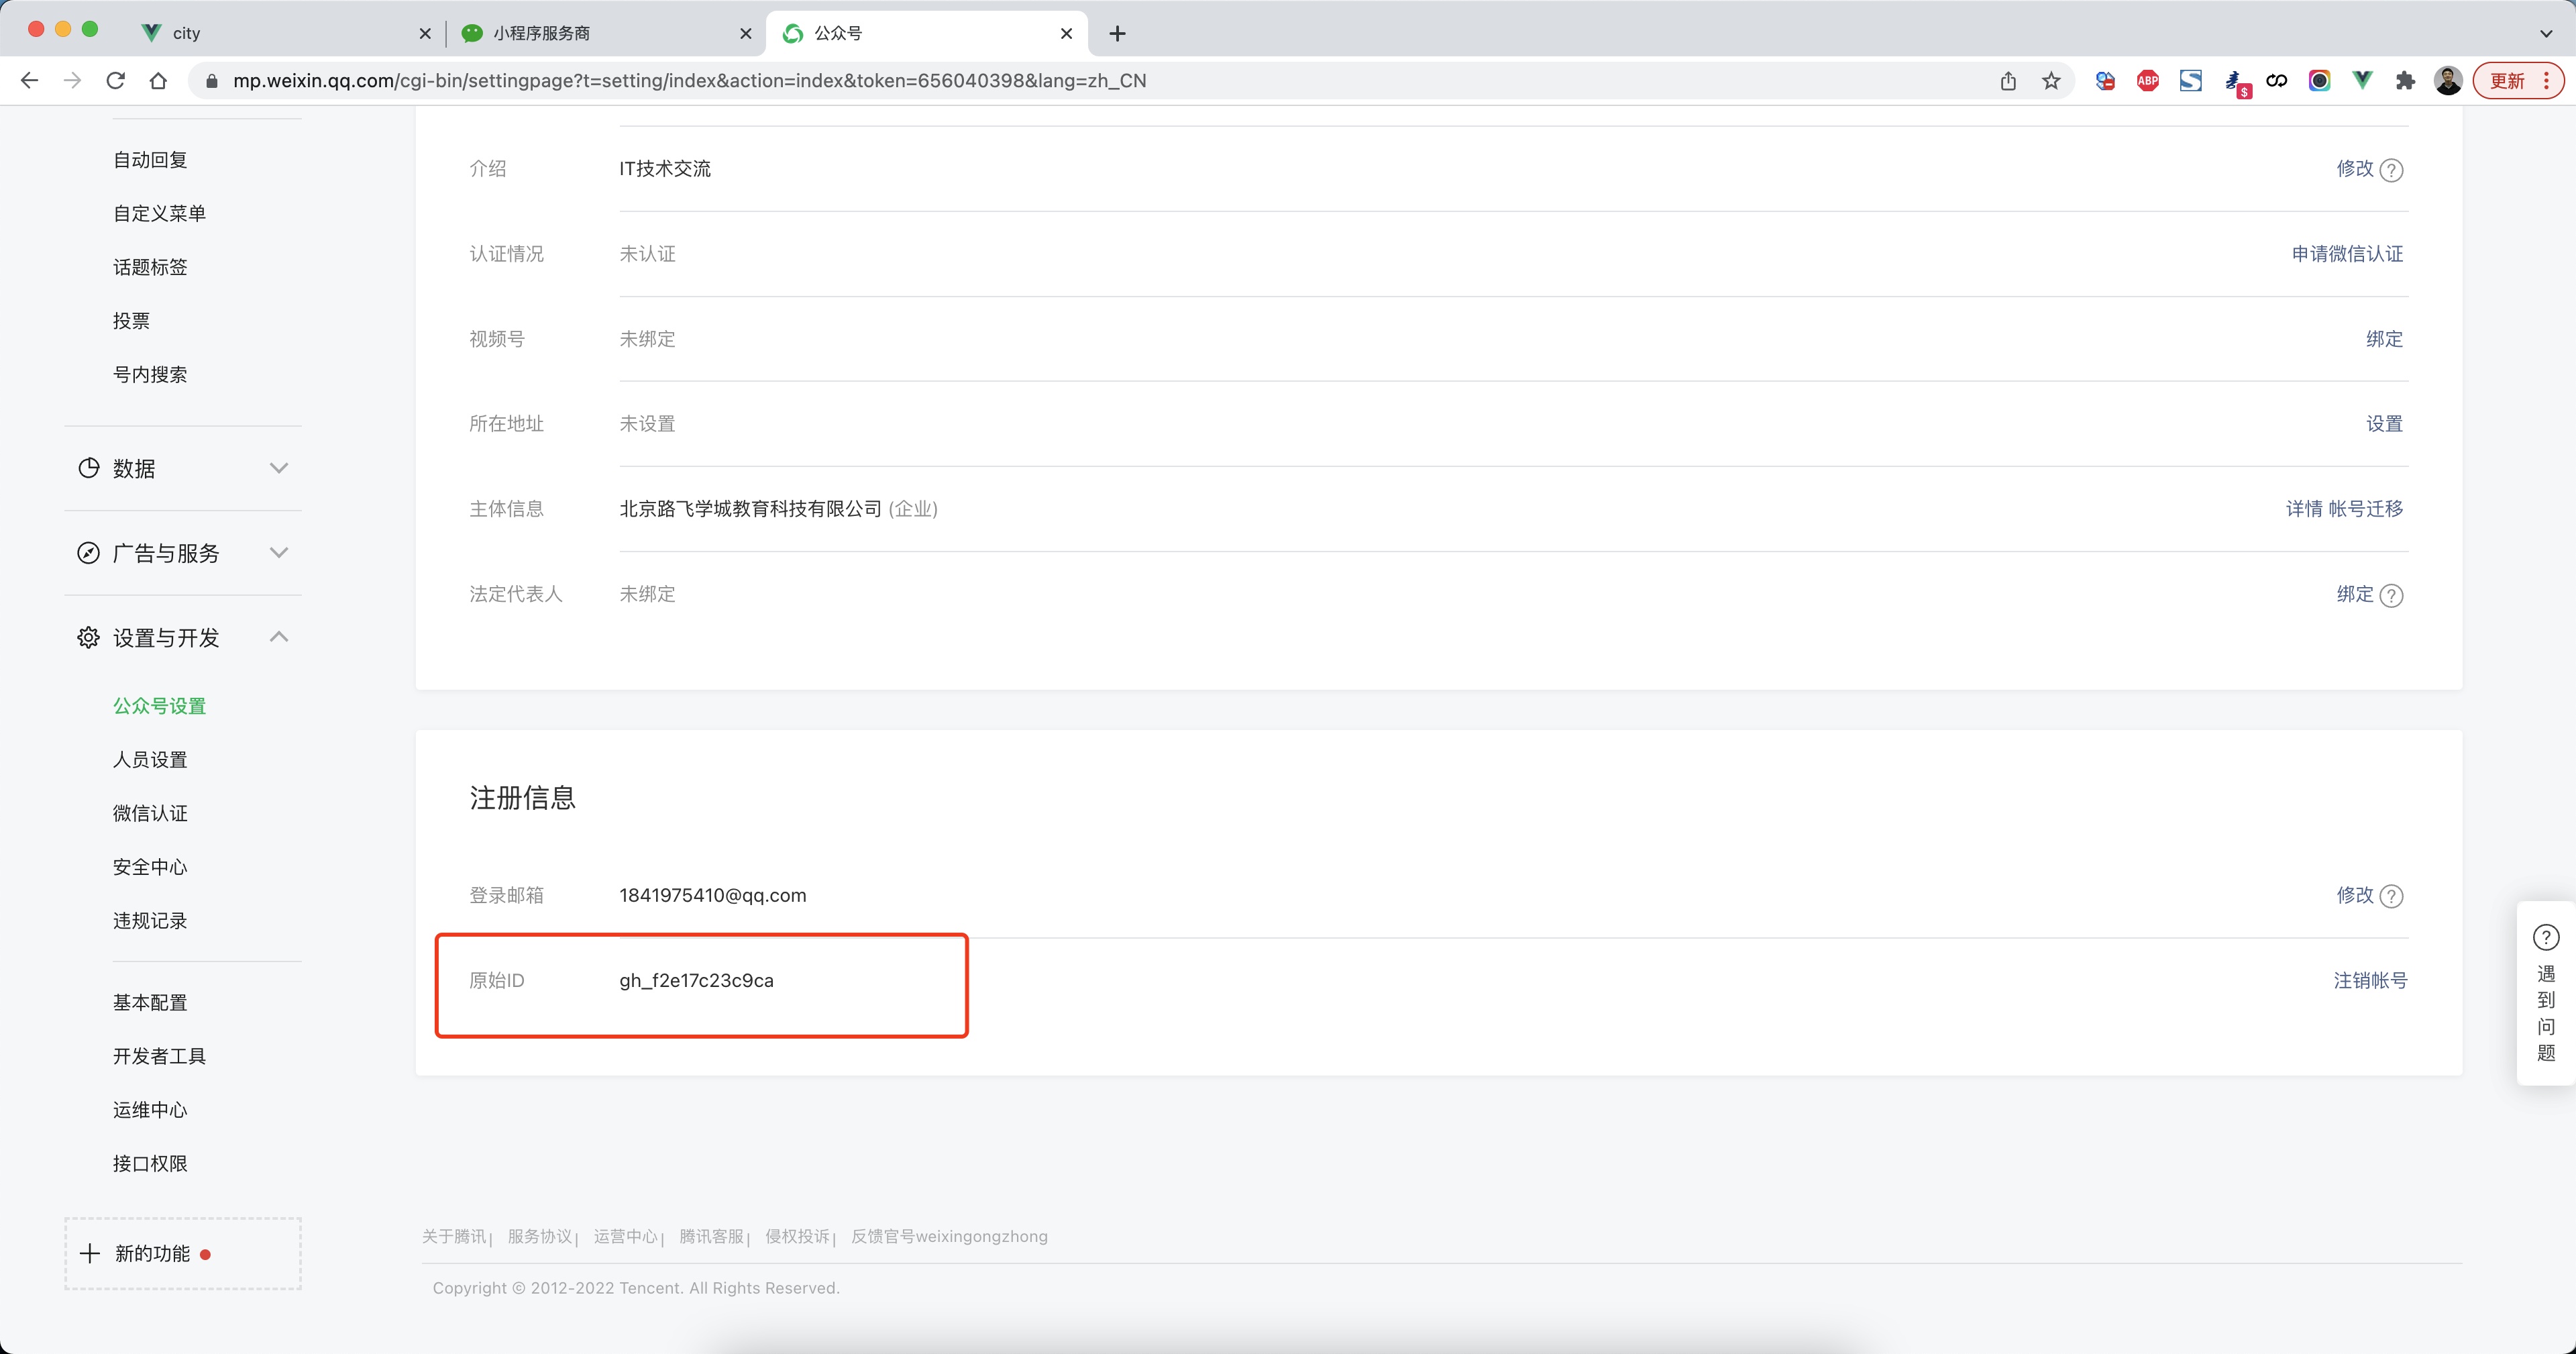 city
小程序服务商
公众号
mp.weixin.qq.com/cgi-bin/settingpage?t=setting/index&action=index&token=656040398&lang=zh_CN
ABP
S
$
更新
自动回复
自定义菜单
话题标签
投票
号内搜索
数据
广告与服务
设置与开发
公众号设置
人员设置
微信认证
安全中心
违规记录
基本配置
开发者工具
运维中心
接口权限
新的功能
介绍 IT技术交流 修改 ?
认证情况 未认证 申请微信认证
视频号 未绑定 绑定
所在地址 未设置 设置
主体信息 北京路飞学城教育科技有限公司 (企业) 详情 帐号迁移
法定代表人 未绑定 绑定 ?
注册信息
登录邮箱 1841975410@qq.com 修改 ?
原始ID gh_f2e17c23c9ca 注销帐号
?
遇
到
问
题
关于腾讯| 服务协议| 运营中心| 腾讯客服| 侵权投诉| 反馈官号weixingongzhong
Copyright © 2012-2022 Tencent. All Rights Reserved.